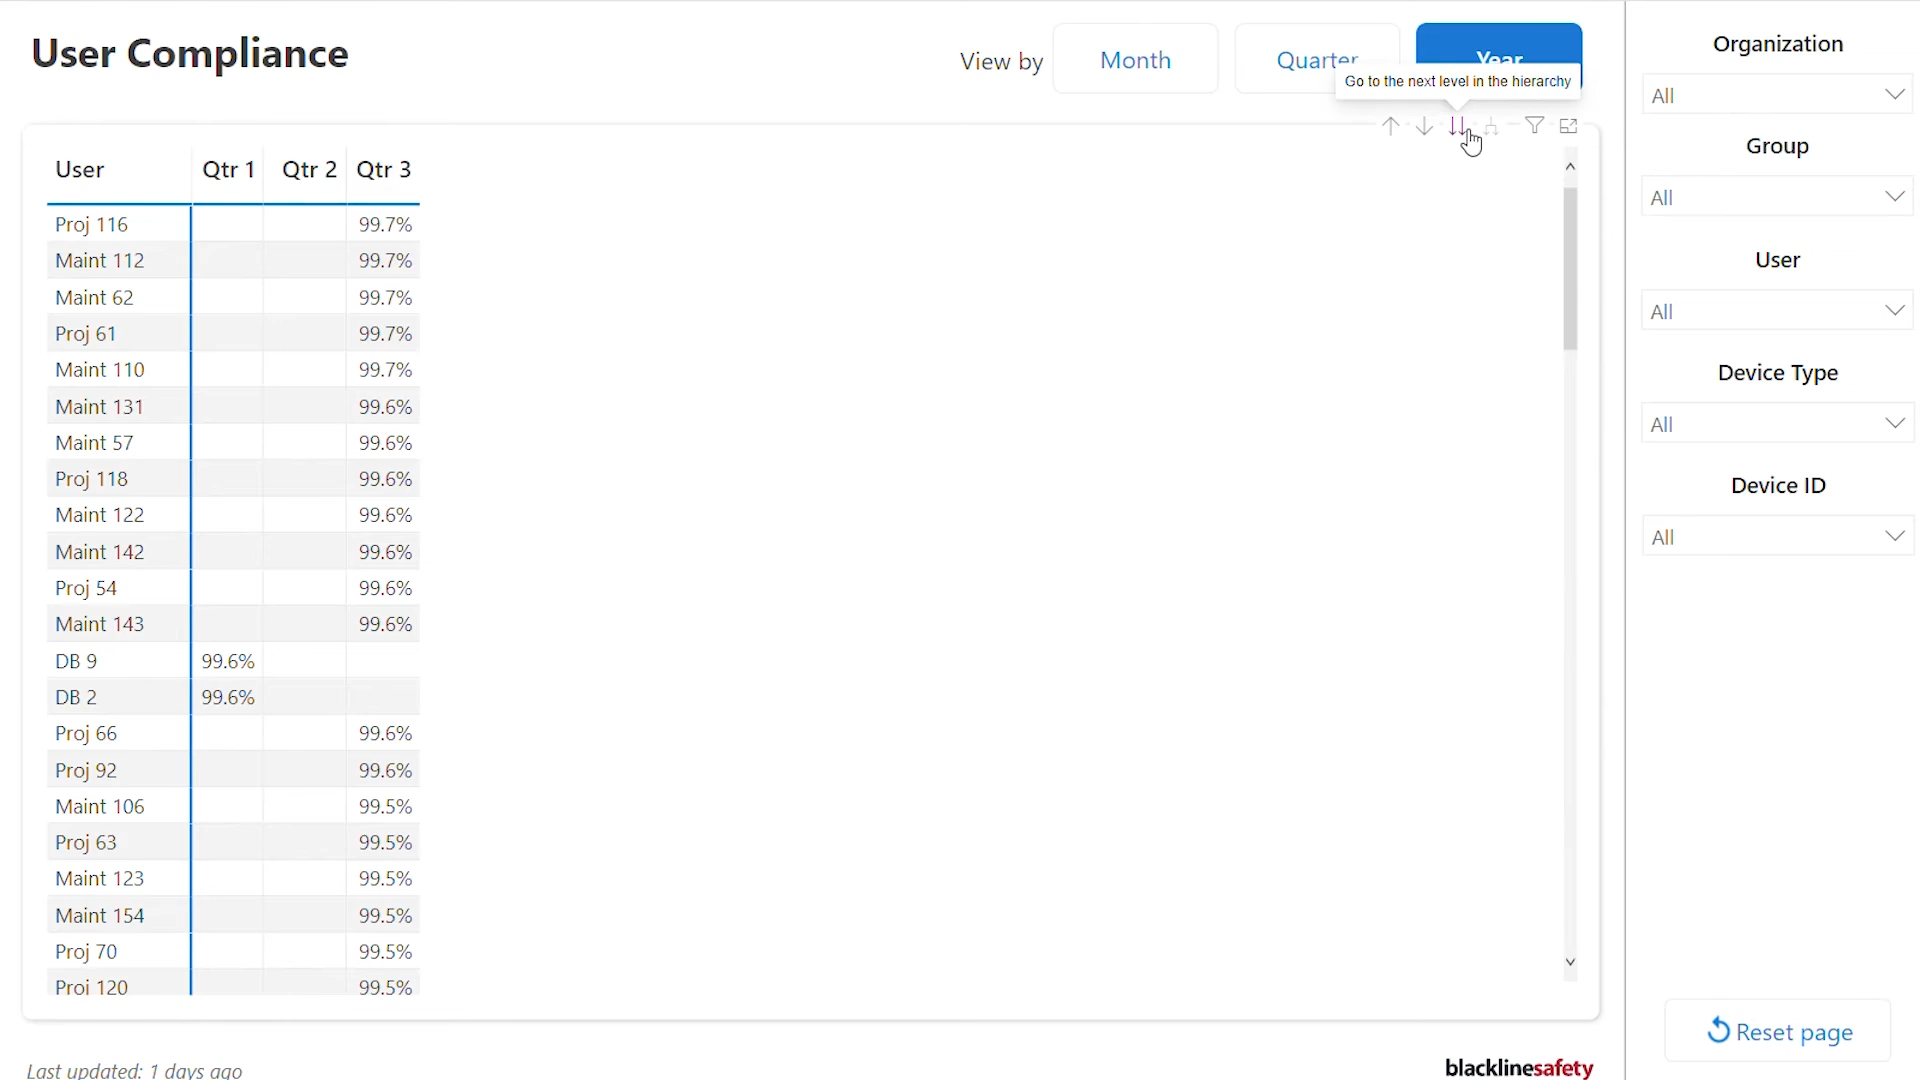 User Compliance
View by
Month
Quarter
Year
Go to the next level in the hierarchy
User Qtr 1 Qtr 2 Qtr 3
Proj 116 99.7%
Maint 112 99.7%
Maint 62 99.7%
Proj 61 99.7%
Maint 110 99.7%
Maint 131 99.6%
Maint 57 99.6%
Proj 118 99.6%
Maint 122 99.6%
Maint 142 99.6%
Proj 54 99.6%
Maint 143 99.6%
DB 9 99.6%
DB 2 99.6%
Proj 66 99.6%
Proj 92 99.6%
Maint 106 99.5%
Proj 63 99.5%
Maint 123 99.5%
Maint 154 99.5%
Proj 70 99.5%
Proj 120 99.5%
Last updated: 1 days ago
blacklinesafety
Organization
All
Group
All
User
All
Device Type
All
Device ID
All
Reset page